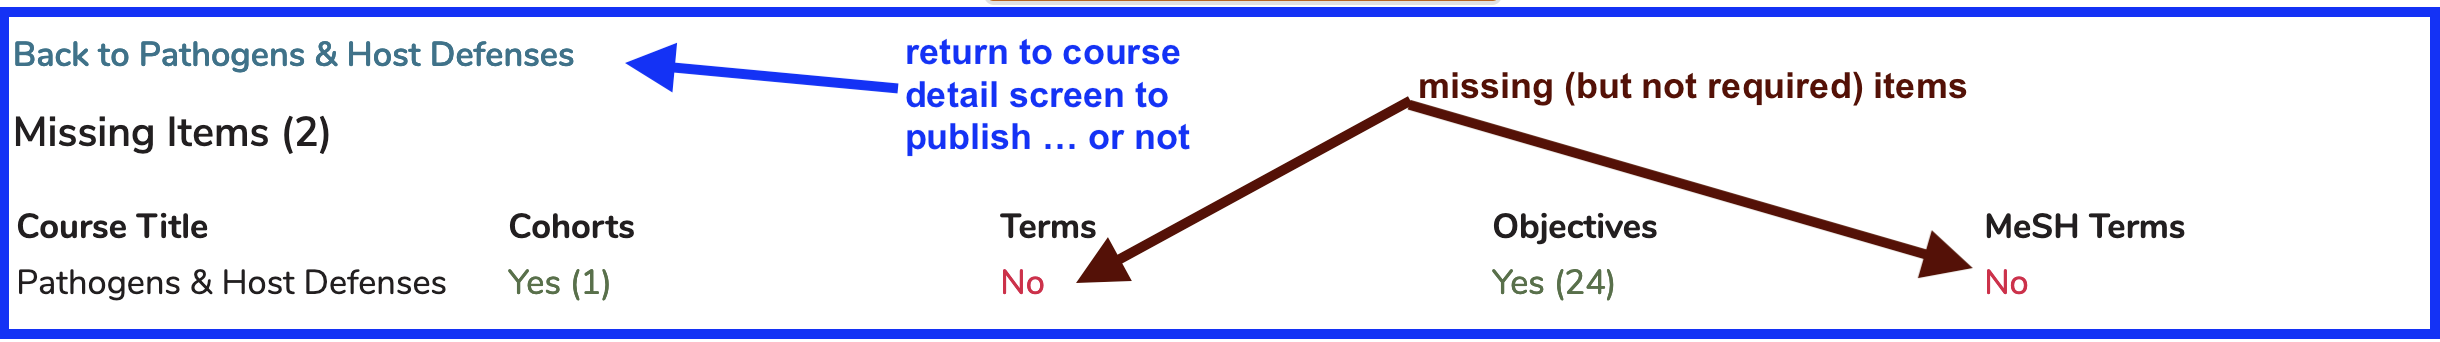 Back to Pathogens & Host Defenses
return to course
detail screen to
publish ... or not
missing (but not required) items
Missing Items (2)
Course Title Cohorts Terms Objectives MeSH Terms
Pathogens & Host Defenses Yes (1) No Yes (24) No